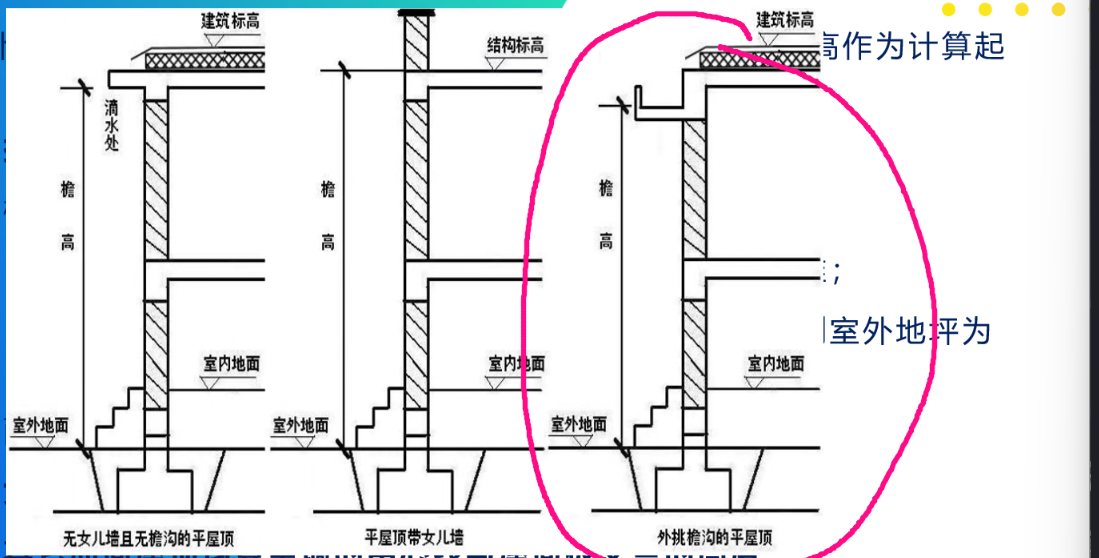 建筑标高
滴水处
檐高
室内地面
室外地面
无女儿墙且无檐沟的平屋顶
结构标高
檐高
室内地面
室外地面
平屋顶带女儿墙
建筑标高
檐高
室内地面
室外地面
外挑檐沟的平屋顶
高作为计算起
；
室外地坪为